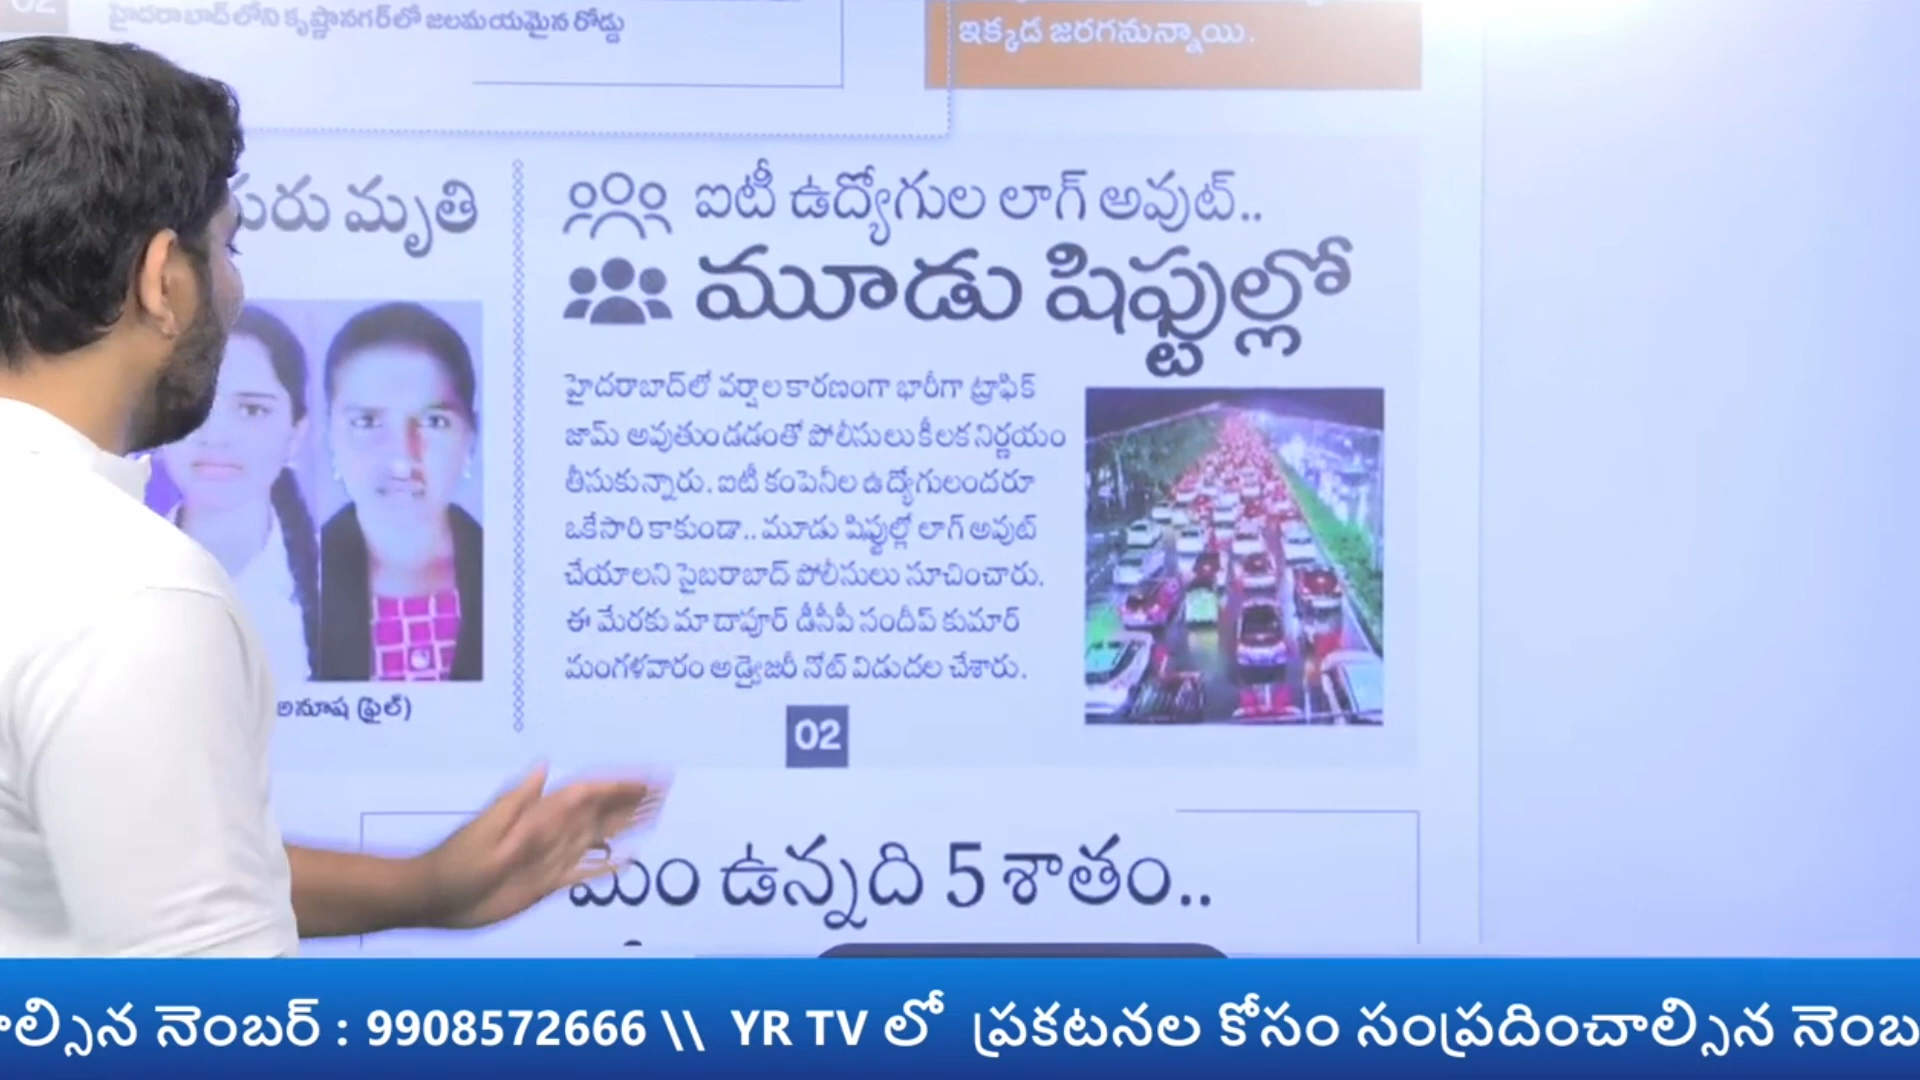 02
హైదరాబాద్‌లోని కృష్ణానగర్‌లో జలమయమైన రోడ్డు
ఇక్కడ జరగనున్నాయి.
మృతి
అనూష (ఫైల్)
ఐటీ ఉద్యోగుల లాగ్ అవుట్..
మూడు షిఫ్టుల్లో
హైదరాబాద్‌లో వర్షాల కారణంగా భారీగా ట్రాఫిక్
జామ్ అవుతుండడంతో పోలీసులు కీలక నిర్ణయం
తీసుకున్నారు. ఐటీ కంపెనీల ఉద్యోగులందరూ
ఒకేసారి కాకుండా.. మూడు షిఫ్టుల్లో లాగ్ అవుట్
చేయాలని సైబరాబాద్ పోలీసులు సూచించారు.
ఈ మేరకు మాదాపూర్ డీసీపీ సందీప్ కుమార్
మంగళవారం అడ్వైజరీ నోట్ విడుదల చేశారు.
02
మేం ఉన్నది 5 శాతం..
ల్సిన నెంబర్ : 9908572666 \\ YR TV లో ప్రకటనల కోసం సంప్రదించాల్సిన నెంబ